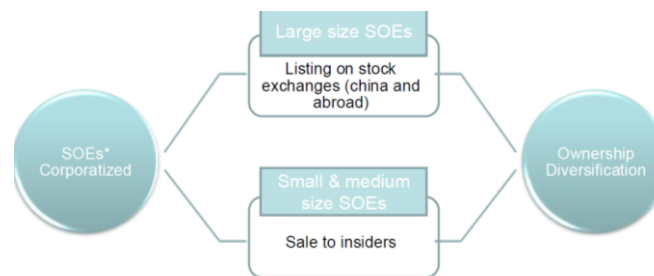 Large size SOEs
Listing on stock
exchanges (china and
abroad)
SOEs*
Corporatized
Ownership
Diversification
Small & medium
size SOEs
Sale to insiders